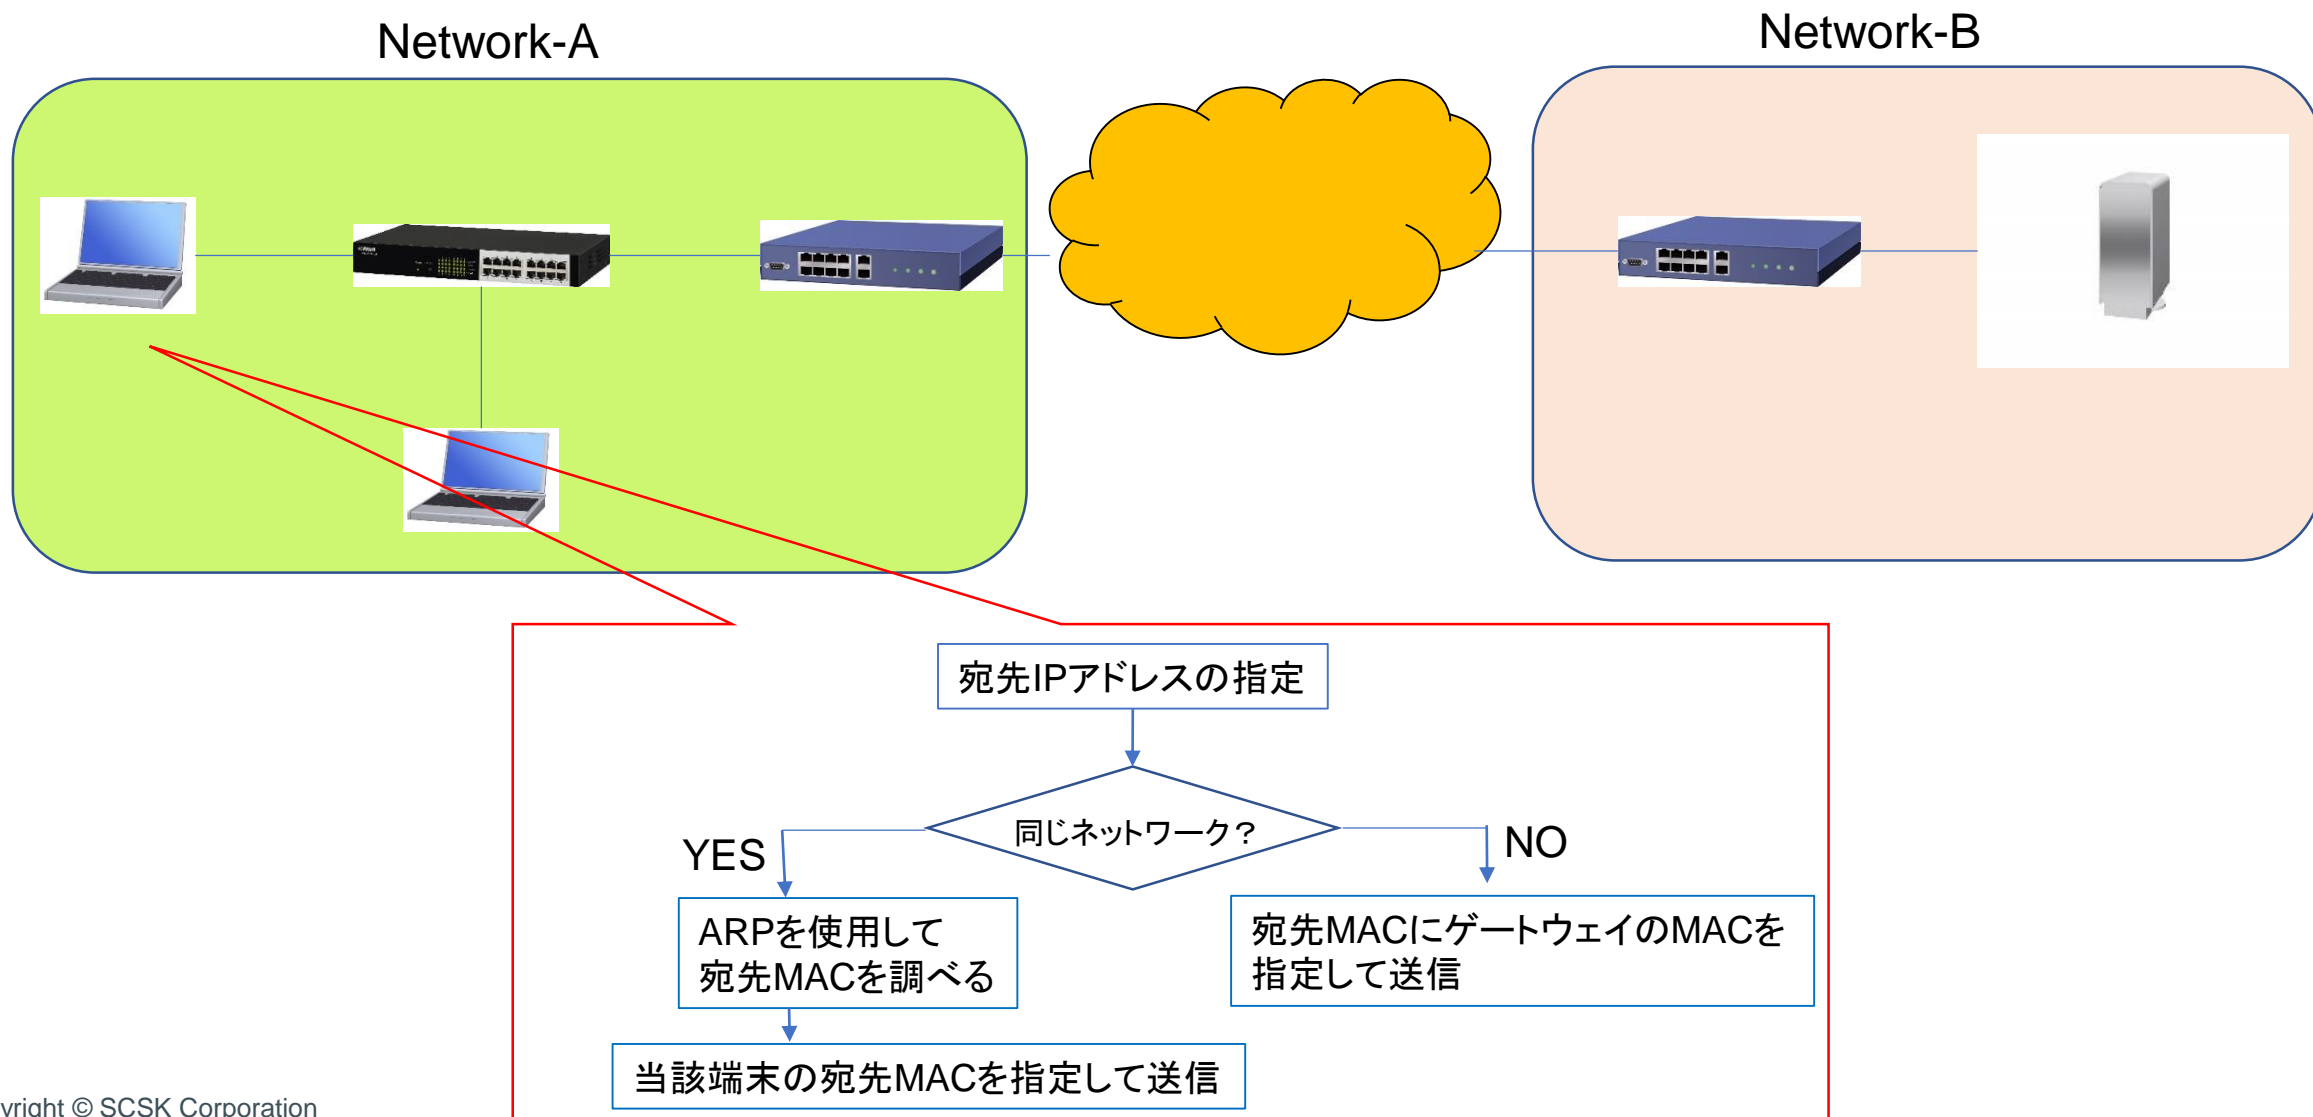 Network-A
Network-B
宛先IPアドレスの指定
同じネットワーク？
YES
NO
ARPを使用して
宛先MACを調べる
宛先MACにゲートウェイのMACを
指定して送信
当該端末の宛先MACを指定して送信
yright © SCSK Corporation